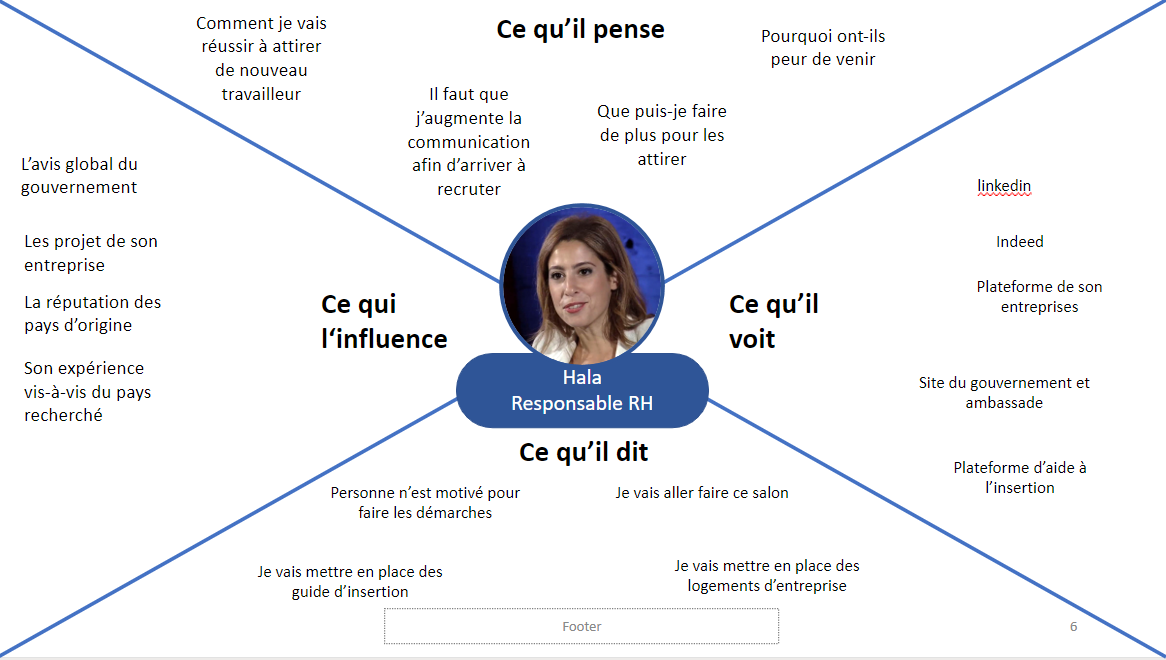 Ce qu’il pense
Comment je vais
réussir à attirer
de nouveau
travailleur
Il faut que
j’augmente la
communication
afin d’arriver à
recruter
Que puis-je faire
de plus pour les
attirer
Pourquoi ont-ils
peur de venir
L’avis global du
gouvernement
Les projet de son
entreprise
La réputation des
pays d’origine
Son expérience
vis-à-vis du pays
recherché
Ce qui
l‘influence
Ce qu’il
voit
linkedin
Indeed
Plateforme de son
entreprises
Site du gouvernement et
ambassade
Plateforme d’aide à
l’insertion
Hala
Responsable RH
Ce qu’il dit
Personne n’est motivé pour
faire les démarches
Je vais aller faire ce salon
Je vais mettre en place des
guide d’insertion
Je vais mettre en place des
logements d’entreprise
Footer
6